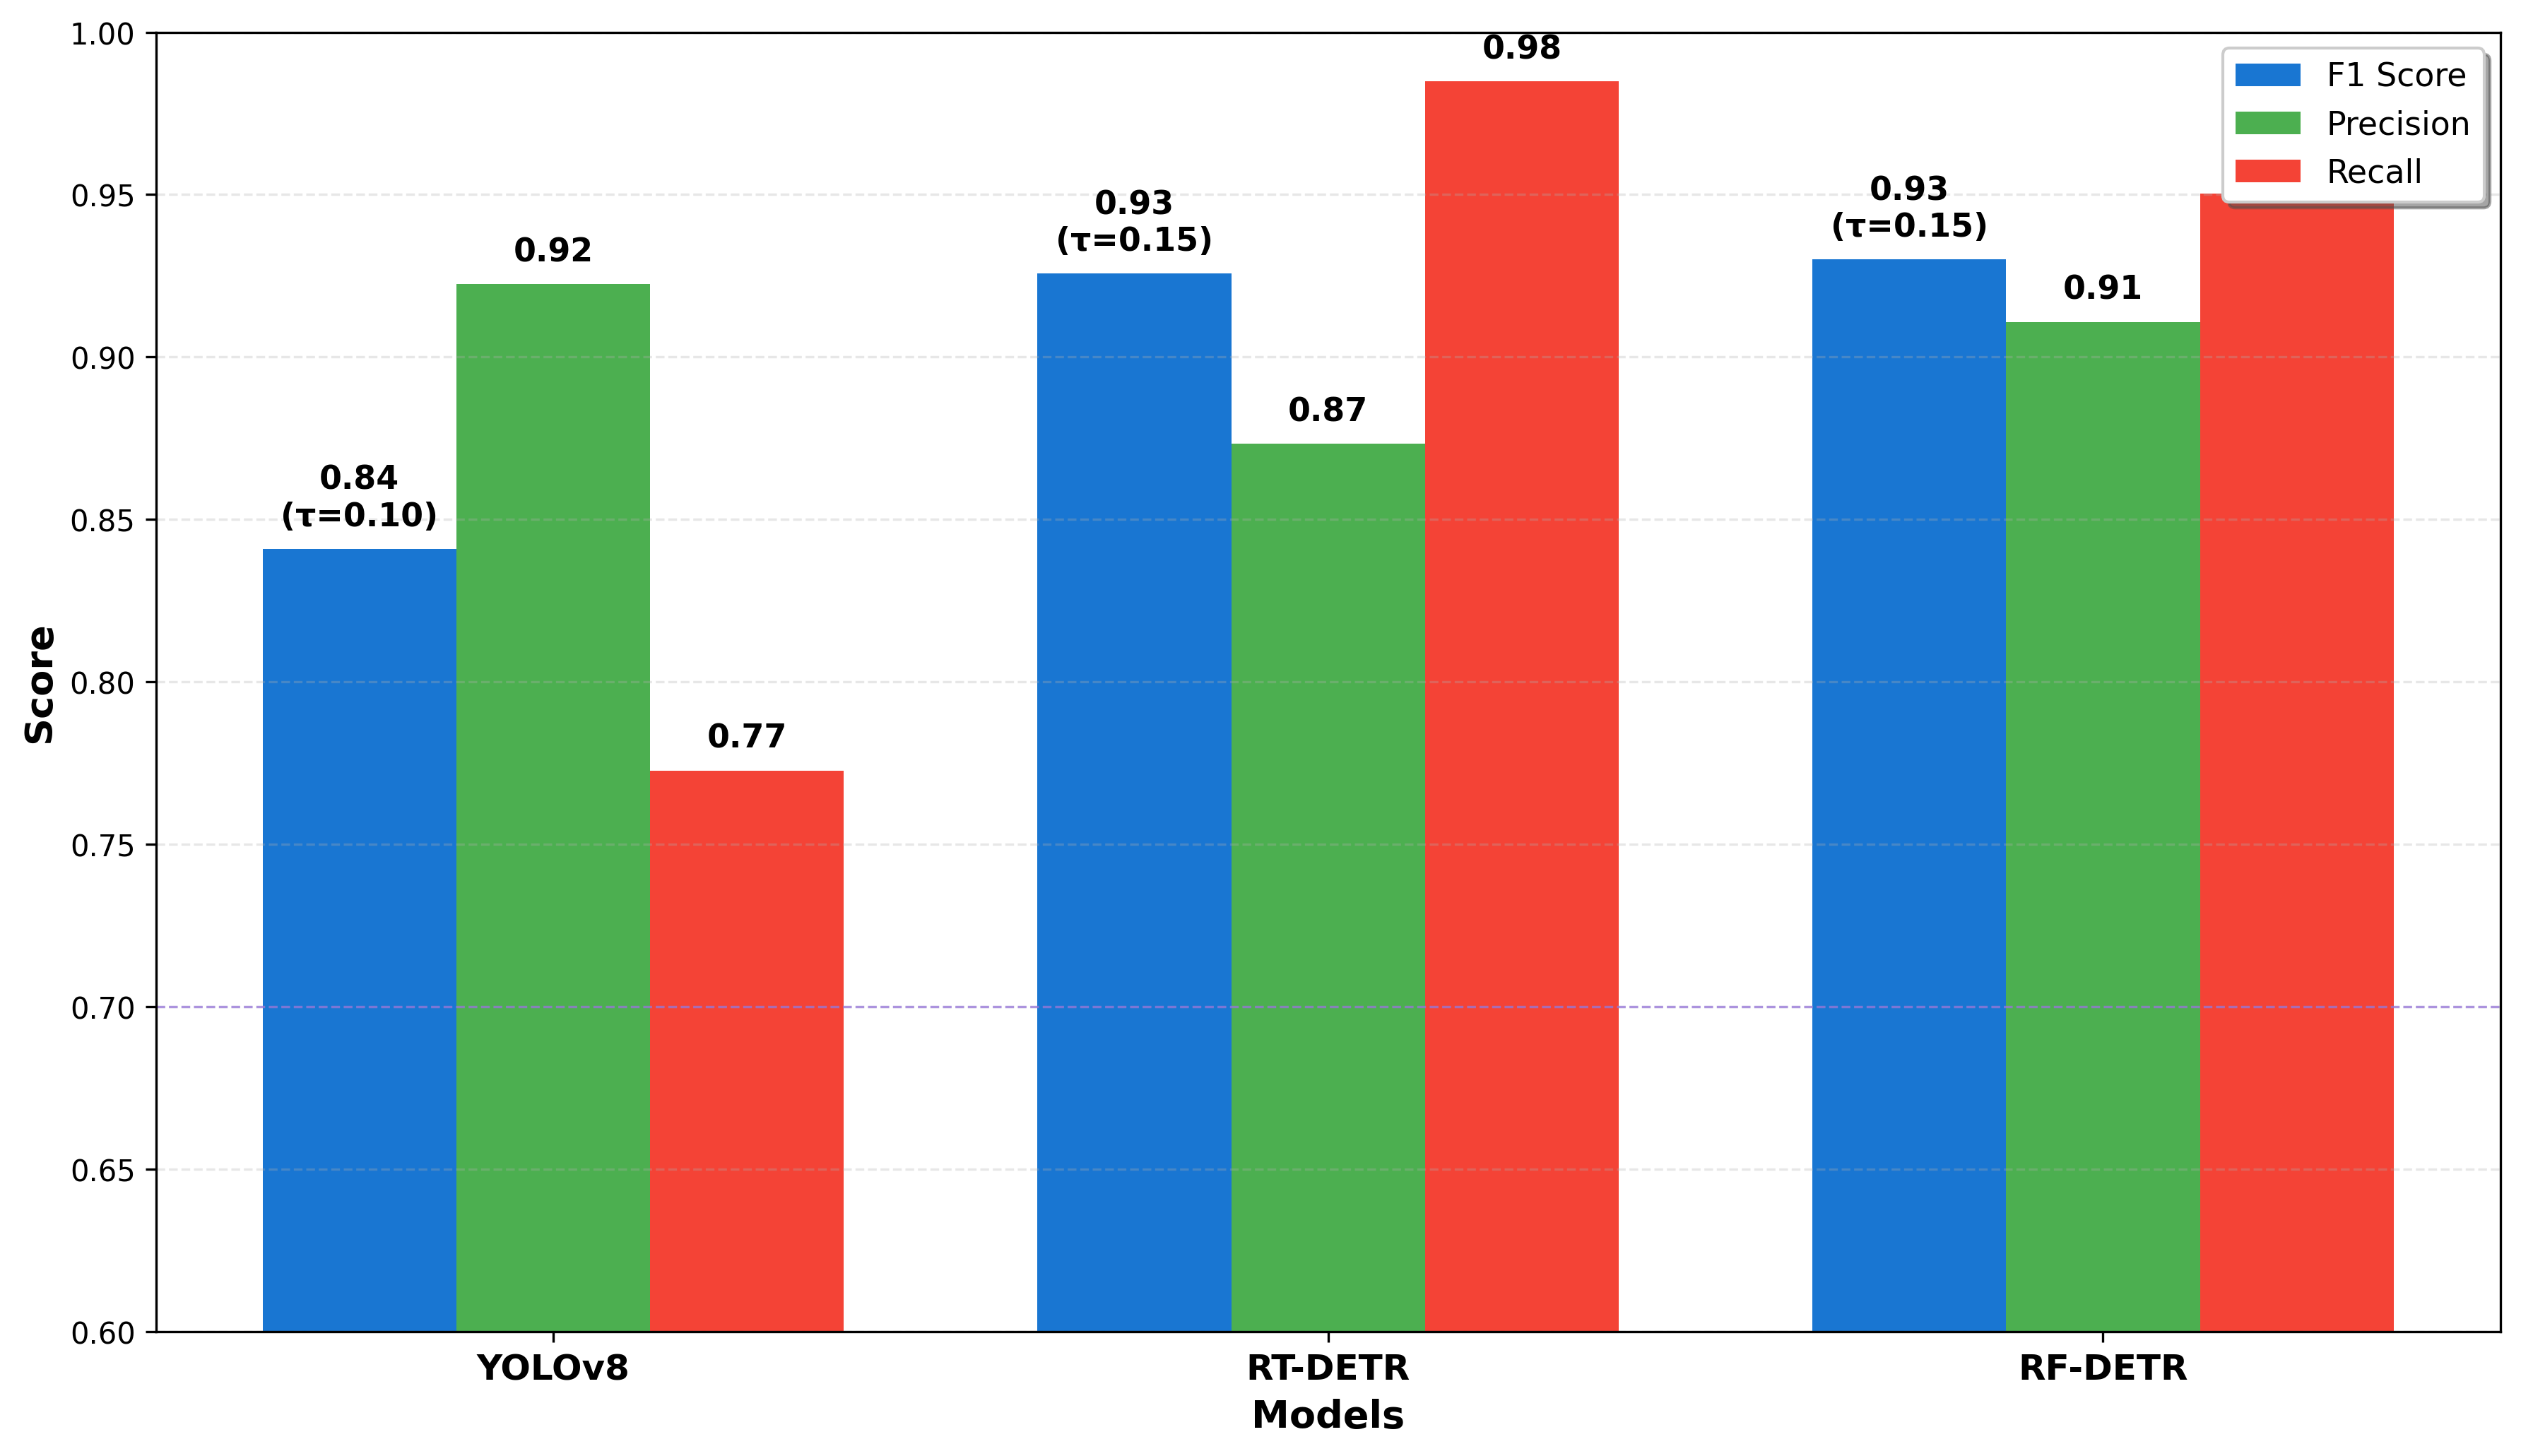 1.00
0.95
0.90
0.85
0.80
0.75
0.70
0.65
0.60
Score
0.84
(τ=0.10)
0.92
0.77
0.93
(τ=0.15)
0.87
0.98
0.93
(τ=0.15)
0.91
F1 Score
Precision
Recall
YOLOv8
RT-DETR
RF-DETR
Models